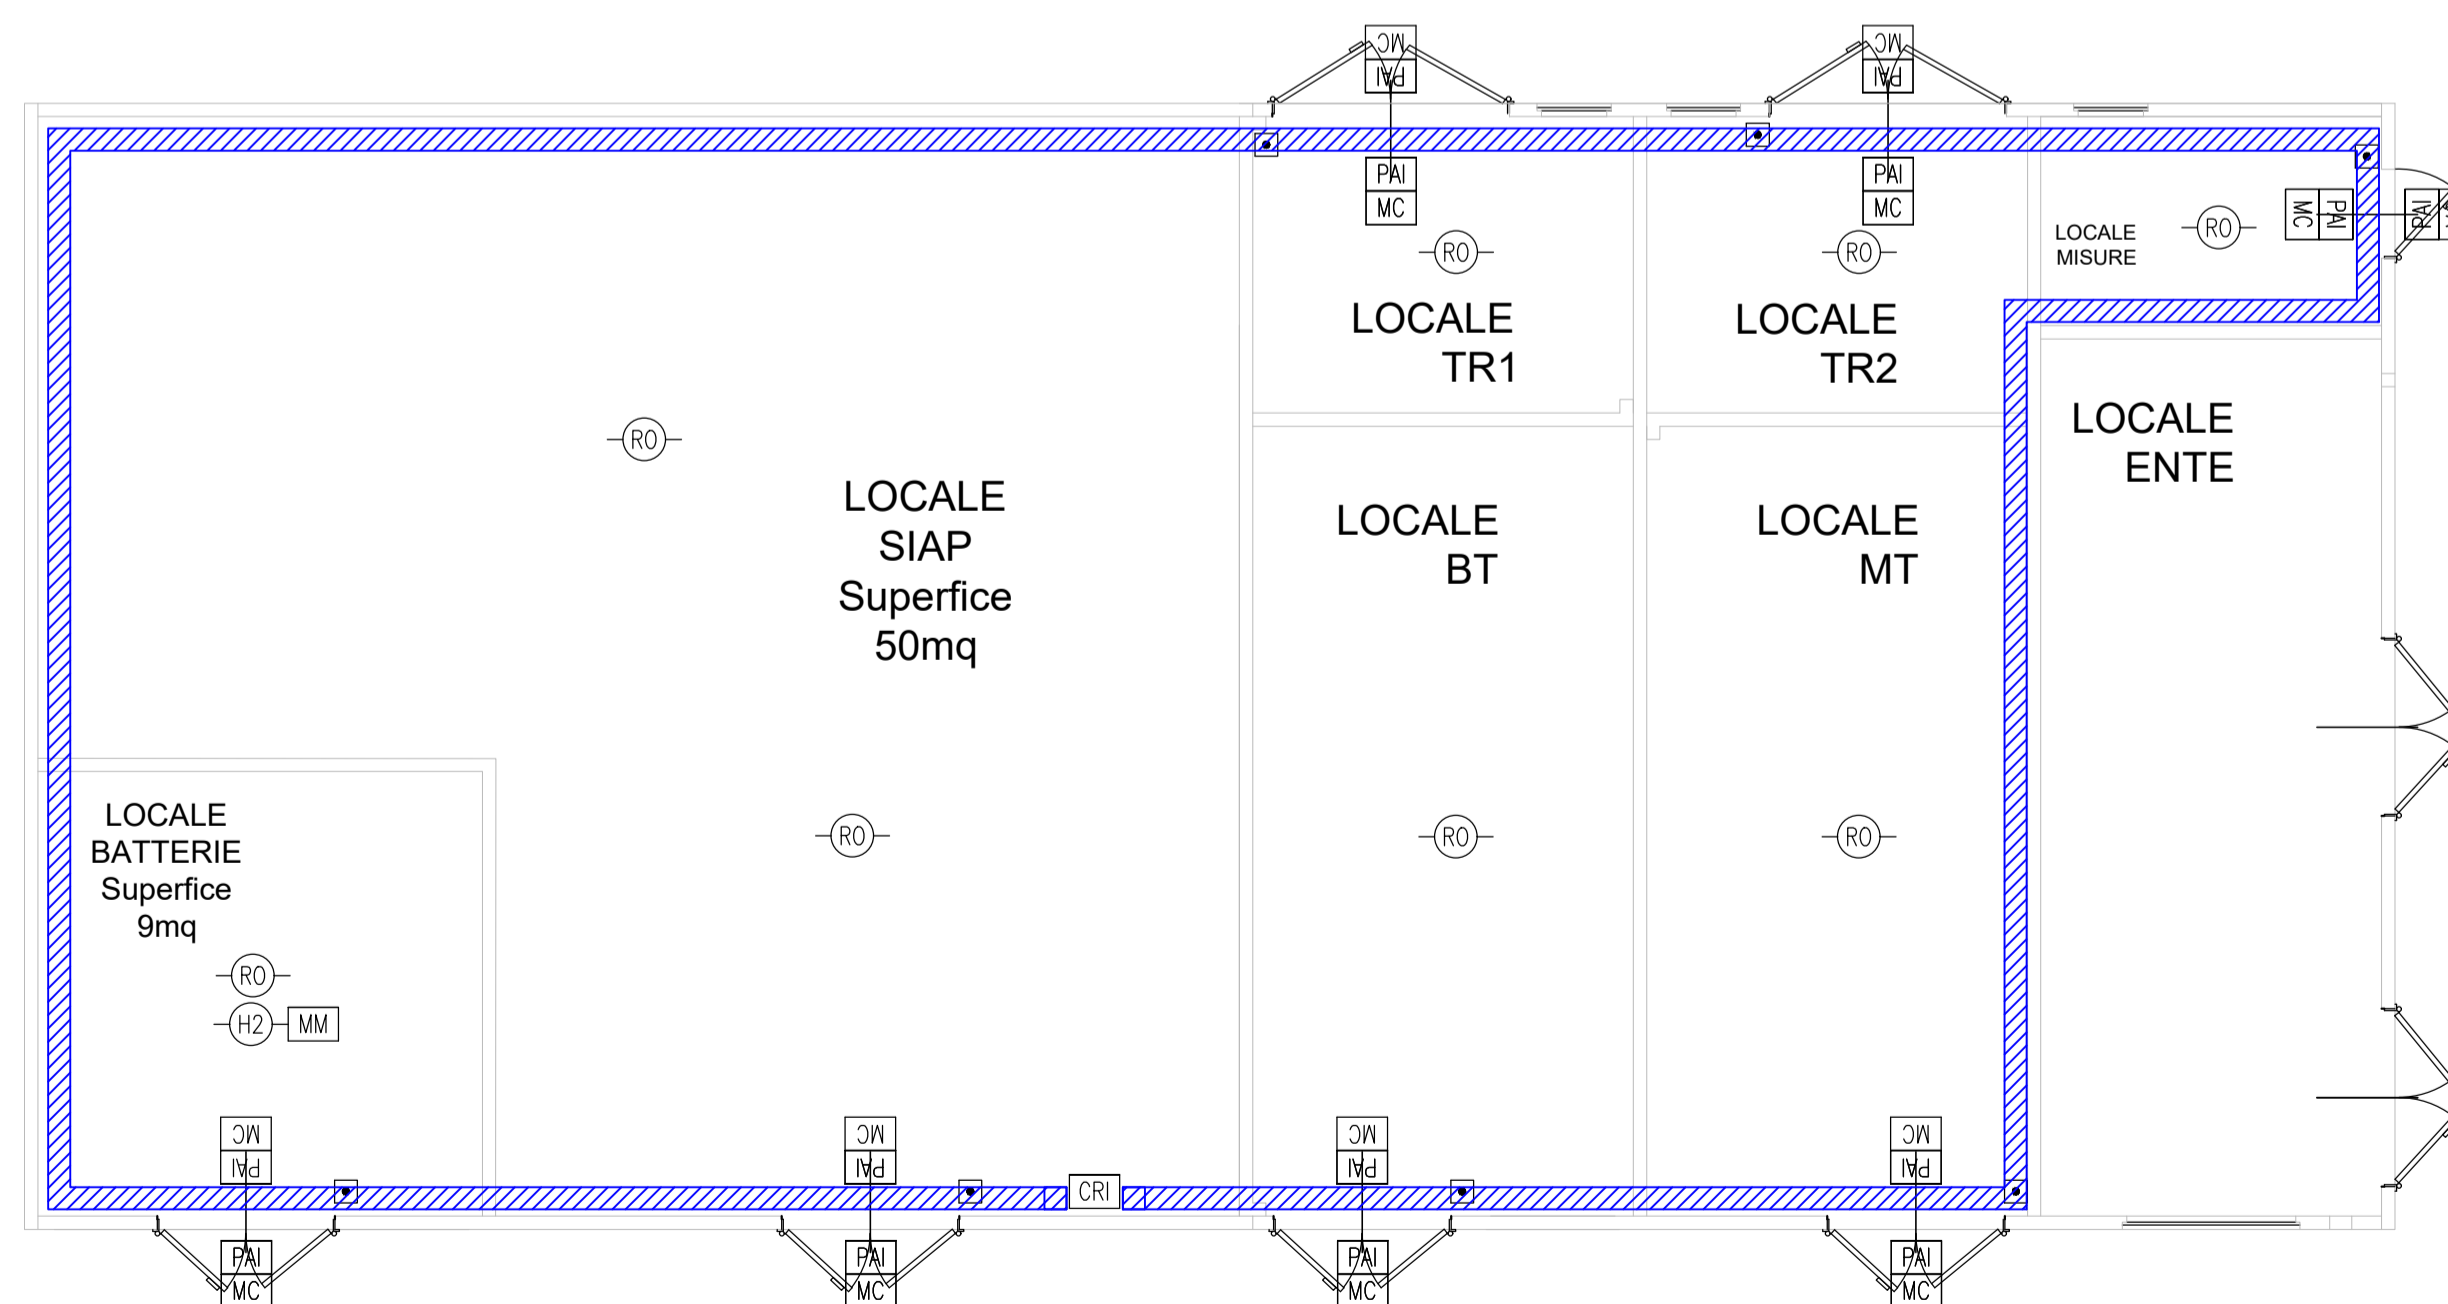 MC
PAI
MC
PAI
PAI
MC
PAI
MC
MC
PAI
PAI
RO
RO
RO
LOCALE
MISURE
LOCALE
TR1
LOCALE
TR2
LOCALE
ENTE
RO
LOCALE
SIAP
Superfice
50mq
LOCALE
BT
LOCALE
MT
LOCALE
BATTERIE
Superfice
9mq
RO
RO
RO
RO
H2
MM
MC
PAI
MC
PAI
MC
PAI
MC
PAI
CRI
PAI
MC
PAI
MC
PAI
MC
PAI
MC